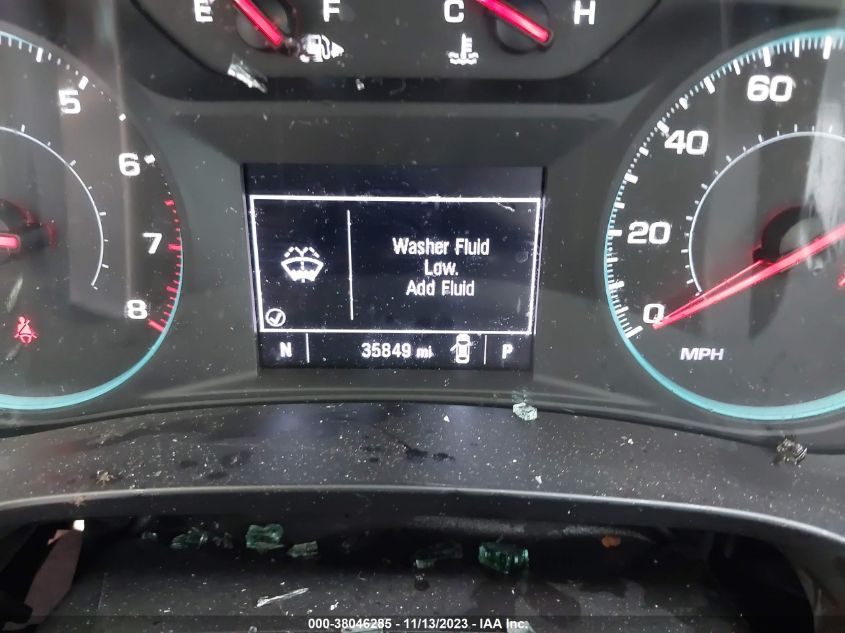 E F C H
5
6
7
8
60
40
20
0
MPH
Washer Fluid
Low.
Add Fluid
N 35849 mi P
000-38046285 - 11/13/2023 - IAA Inc.